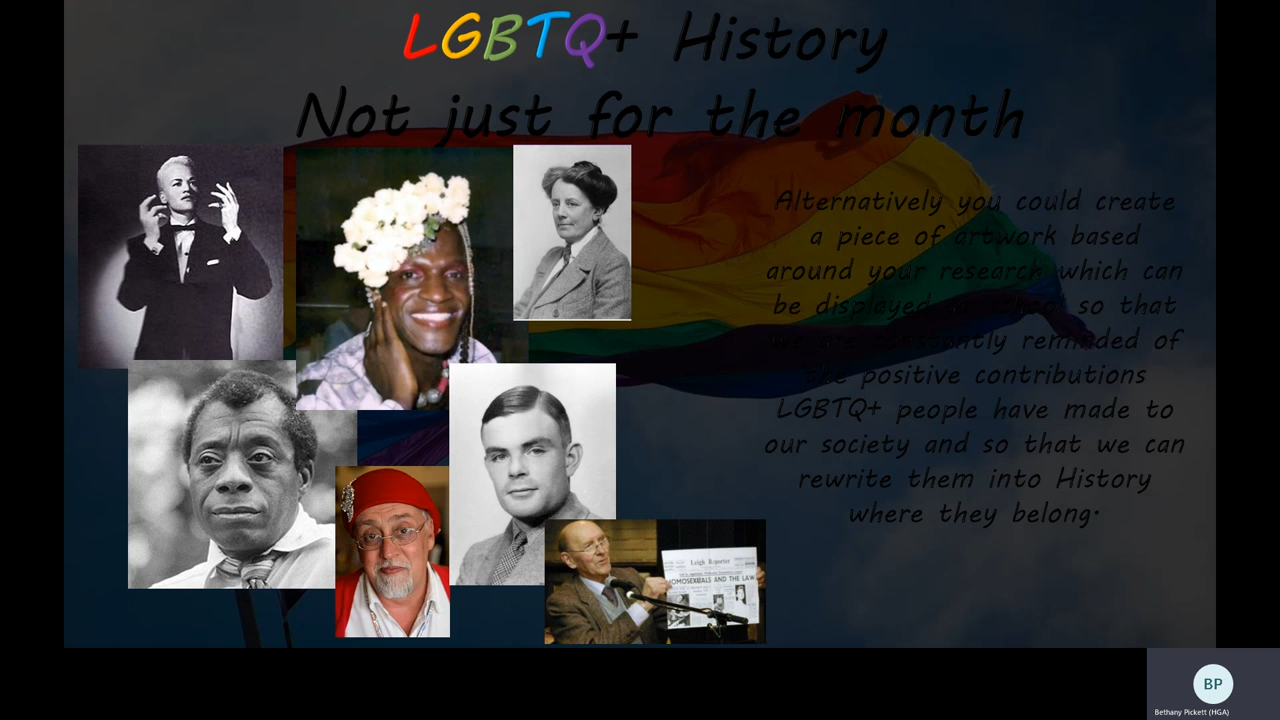 LGBTQ+ History
Not just for the month
Alternatively you could create
a piece of artwork based
around your research which can
be displayed so that
we are constantly reminded of
the positive contributions
LGBTQ+ people have made to
our society and so that we can
rewrite them into History
where they belong.
Leigh Reporter
HOMOSEXUALS AND THE LAW
BP
Bethany Pickett (HGA)